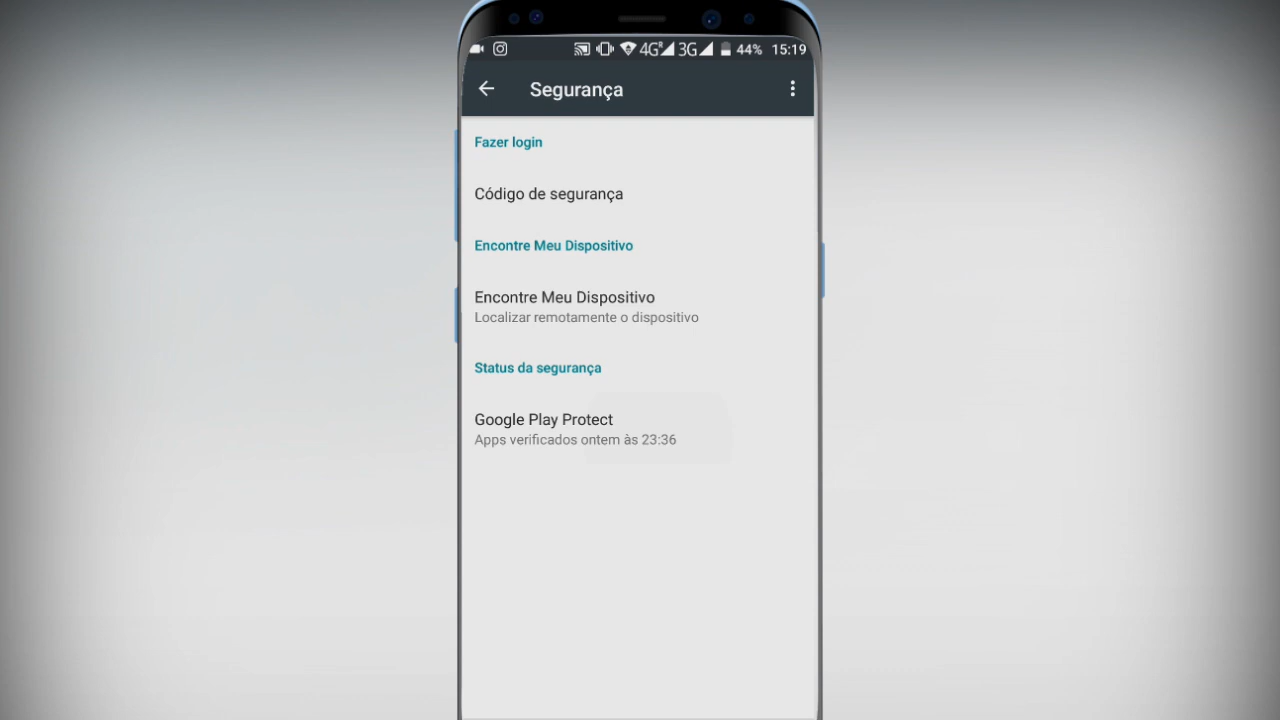 4G R 3G 44% 15:19
Segurança
Fazer login
Código de segurança
Encontre Meu Dispositivo
Encontre Meu Dispositivo
Localizar remotamente o dispositivo
Status da segurança
Google Play Protect
Apps verificados ontem às 23:36